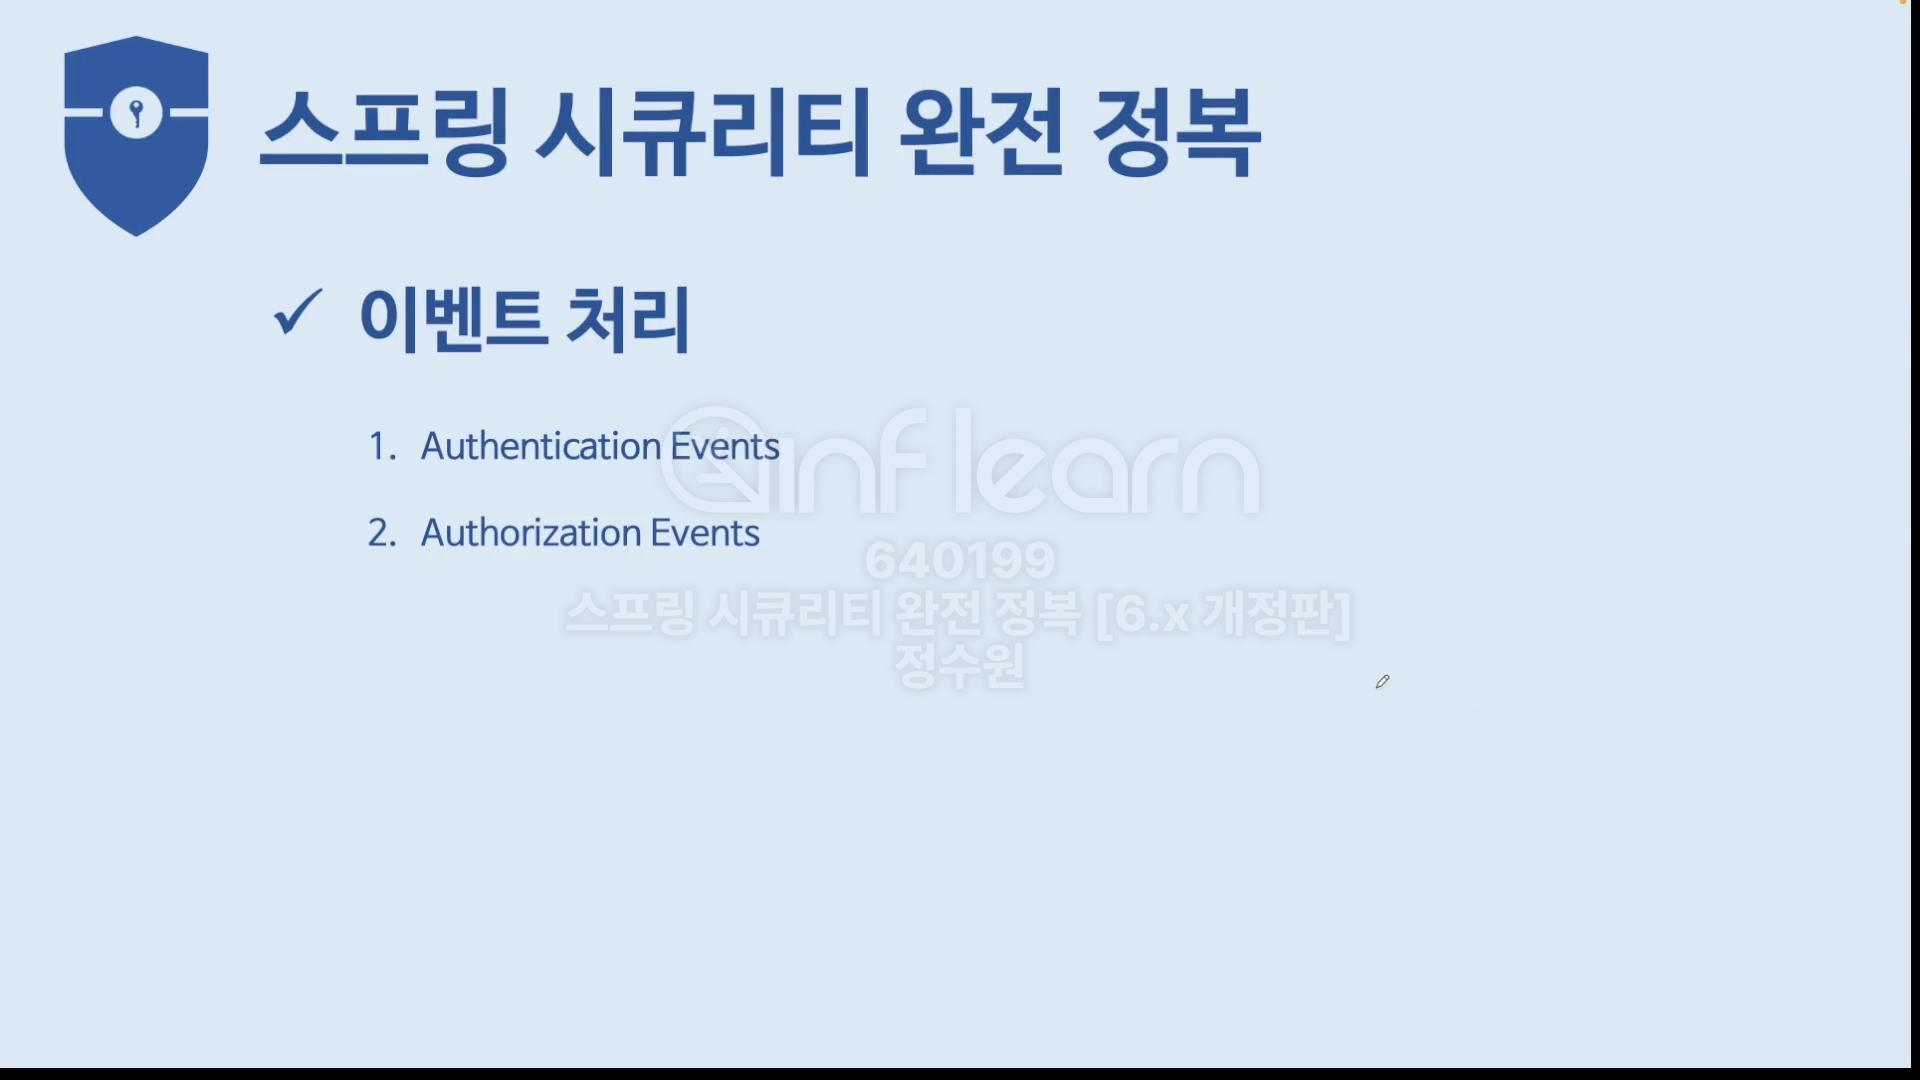 스프링 시큐리티 완전 정복
✓ 이벤트 처리
1. Authentication Events
2. Authorization Events
inflearn
640199
스프링 시큐리티 완전 정복 [6.x 개정판]
정수원